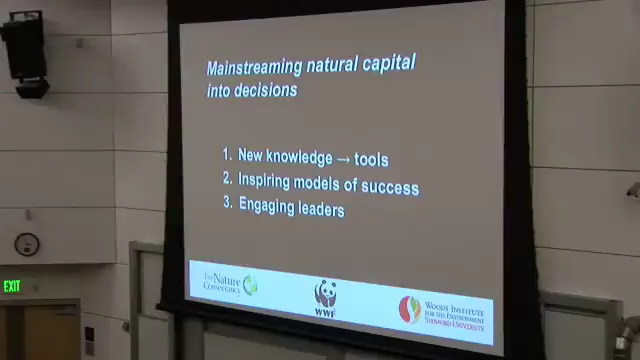 Mainstreaming natural capital
into decisions
1. New knowledge → tools
2. Inspiring models of success
3. Engaging leaders
EXIT
The Nature
Conservancy
WWF
WOODS INSTITUTE
FOR THE ENVIRONMENT
STANFORD UNIVERSITY